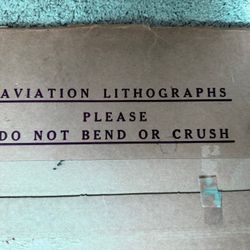 AVIATION LITHOGRAPHS
PLEASE
DO NOT BEND OR CRUSH